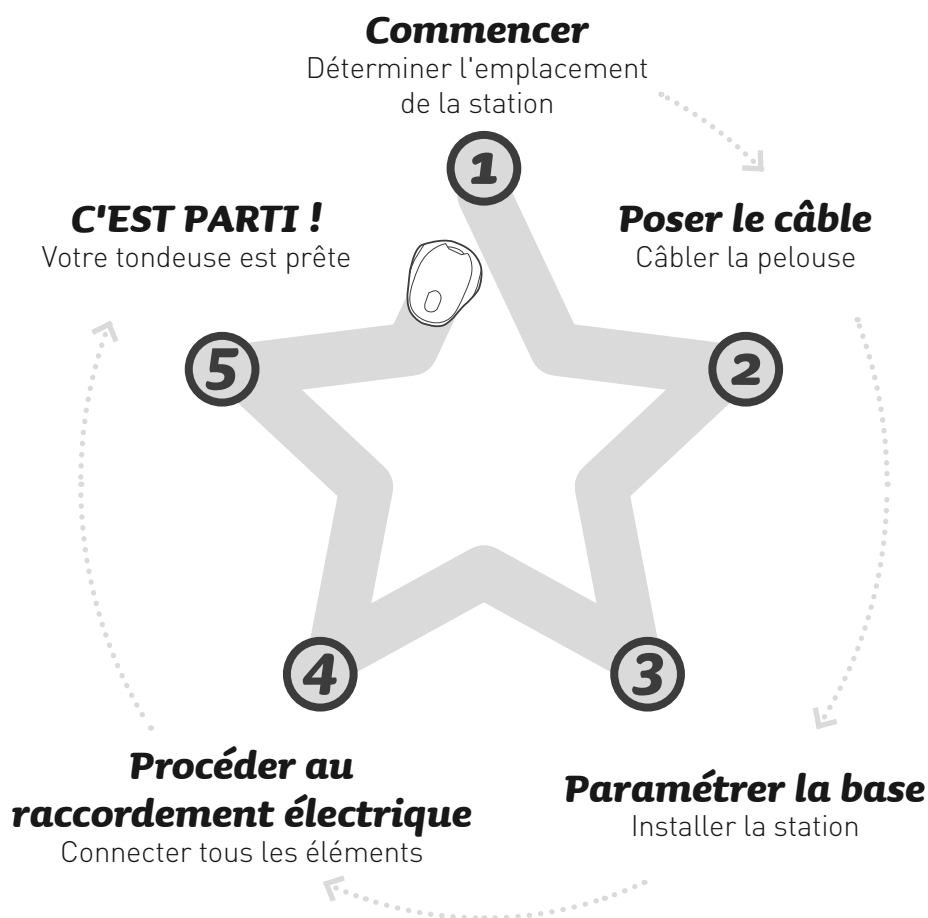 Commencer
Déterminer l'emplacement
de la station
1
Poser le câble
Câbler la pelouse
2
3
Paramétrer la base
Installer la station
4
Procéder au
raccordement électrique
Connecter tous les éléments
5
C'EST PARTI !
Votre tondeuse est prête